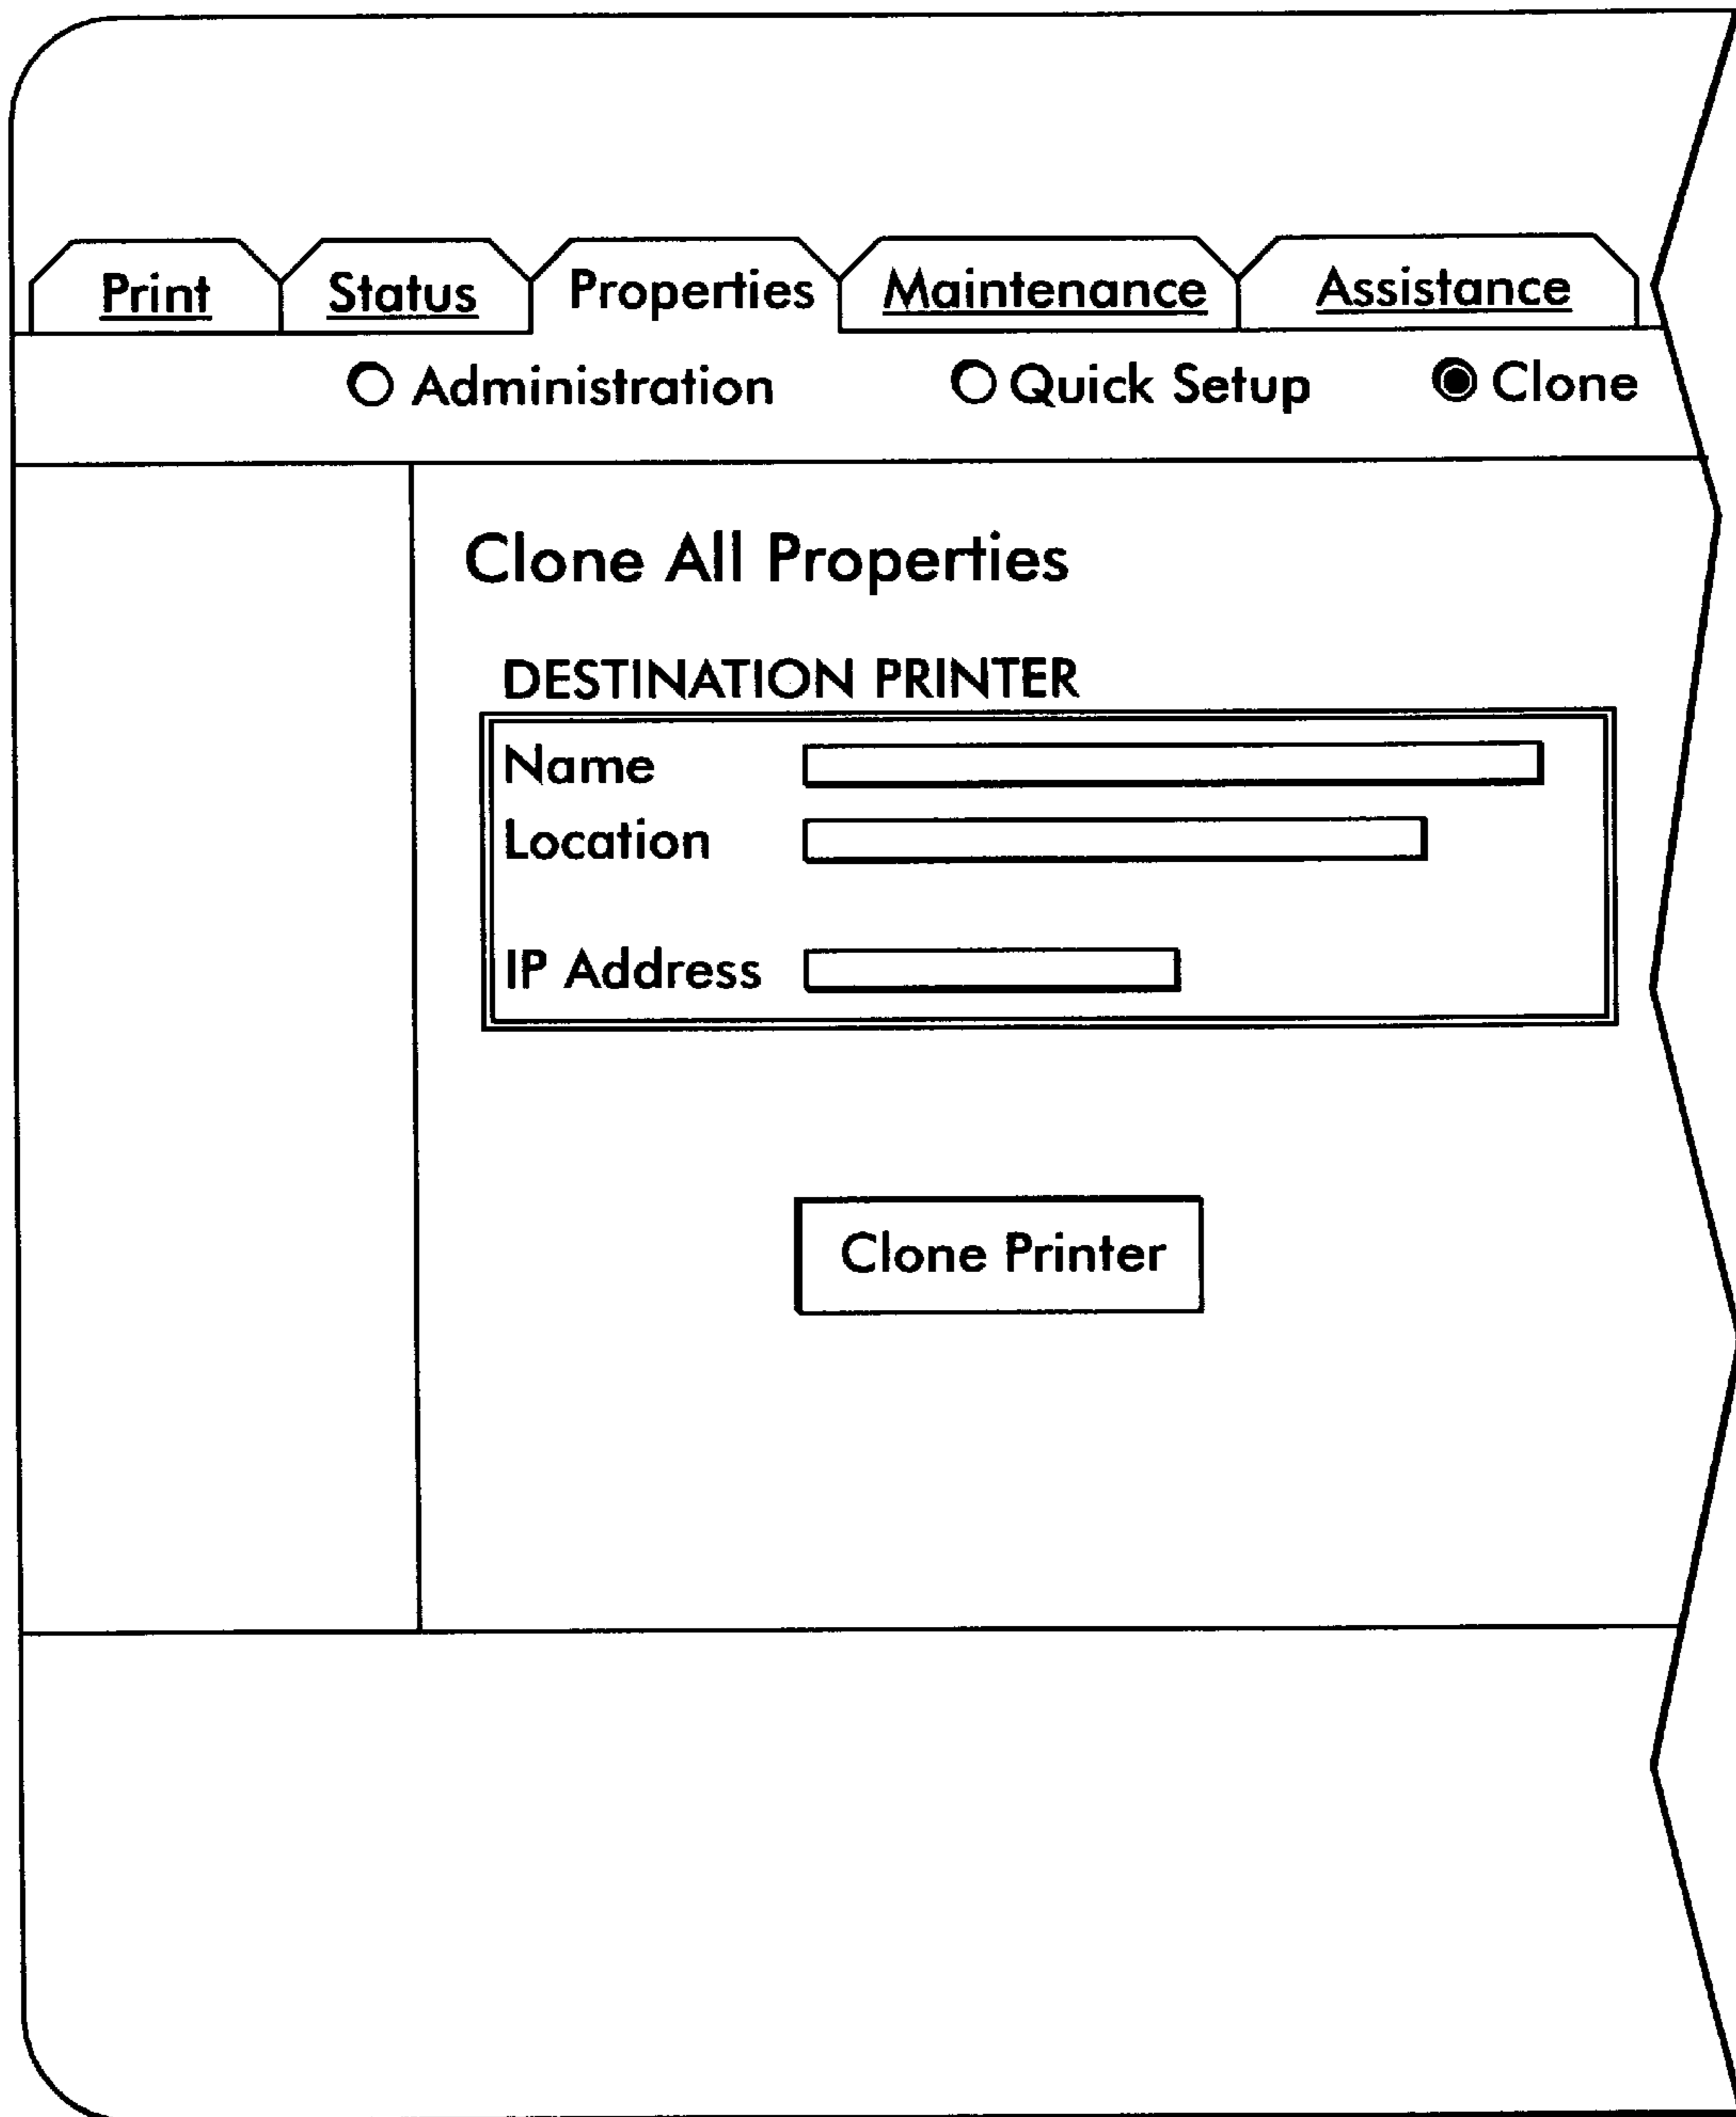 Print Status Properties Maintenance Assistance
Administration Quick Setup Clone
Clone All Properties
DESTINATION PRINTER
Name
Location
IP Address
Clone Printer